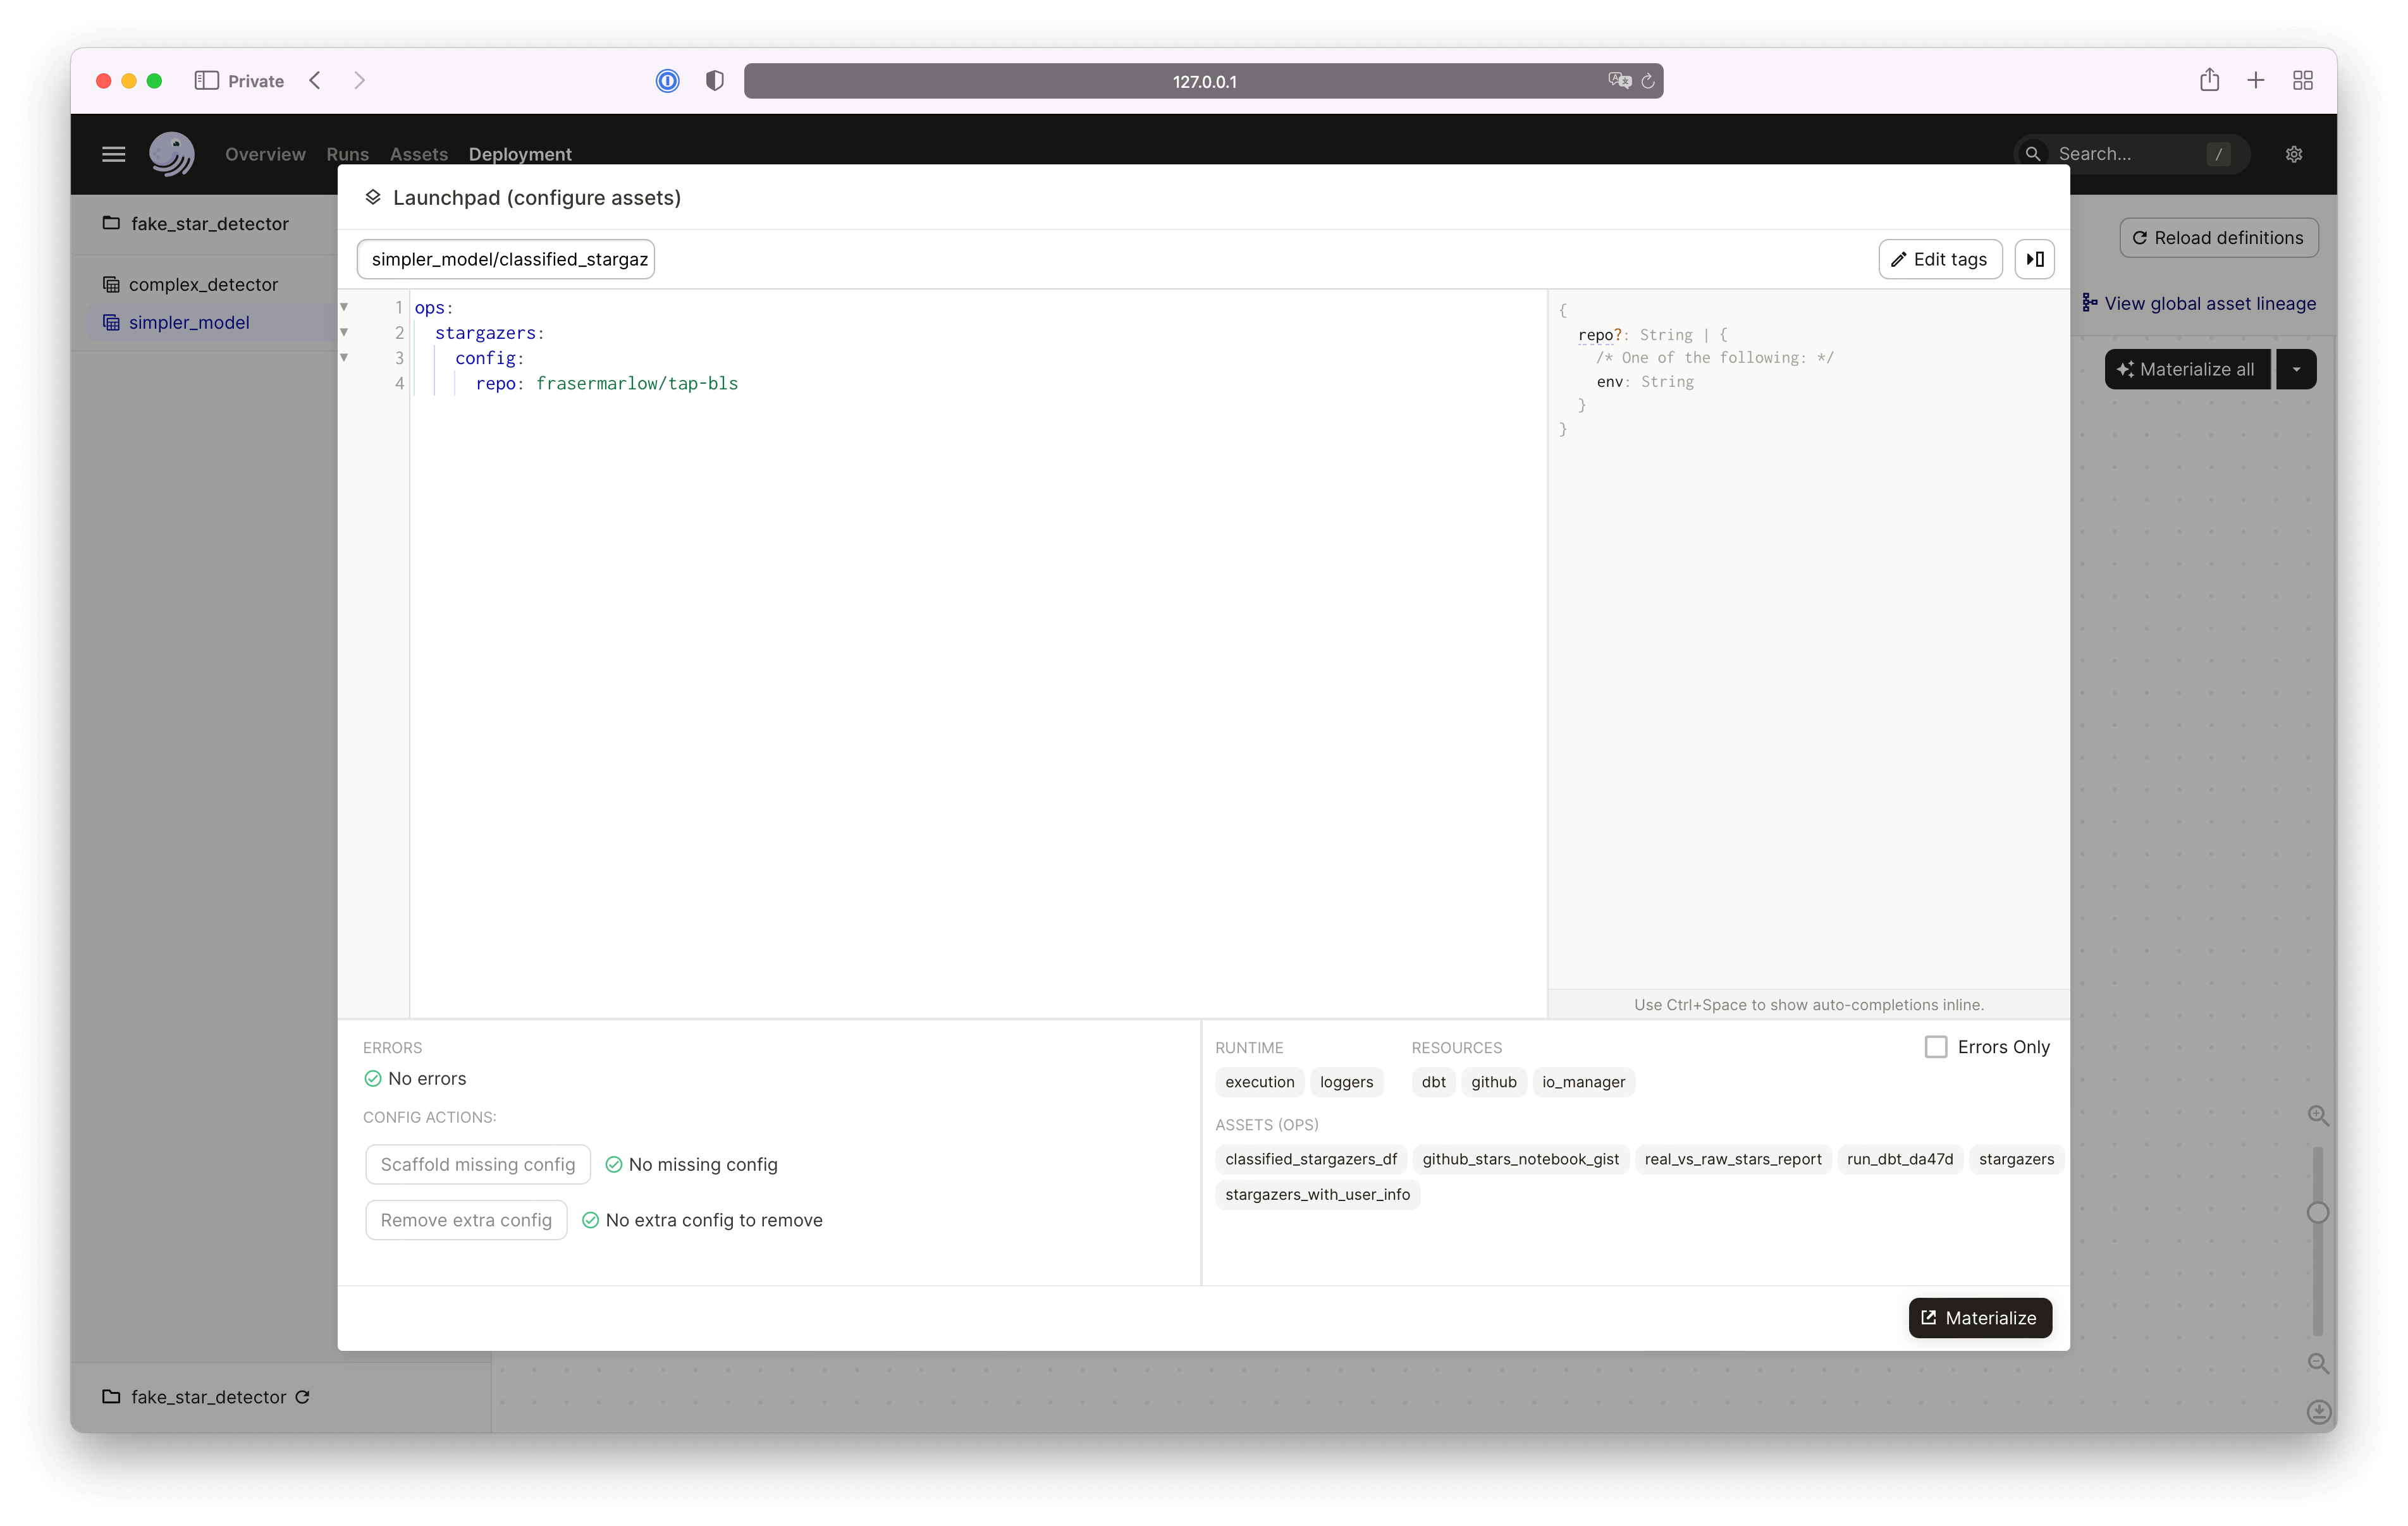 Private
127.0.0.1
Overview Runs Assets Deployment
Search... /
fake_star_detector
complex_detector
simpler_model
Reload definitions
View global asset lineage
Materialize all
Launchpad (configure assets)
simpler_model/classified_stargaz
Edit tags
1 ops:
2 stargazers:
3 config:
4 repo: frasermarlow/tap-bls
{
repo?: String | {
/* One of the following: */
env: String
}
}
Use Ctrl+Space to show auto-completions inline.
ERRORS
No errors
CONFIG ACTIONS:
Scaffold missing config No missing config
Remove extra config No extra config to remove
RUNTIME RESOURCES
Errors Only
execution loggers dbt github io_manager
ASSETS (OPS)
classified_stargazers_df github_stars_notebook_gist real_vs_raw_stars_report run_dbt_da47d stargazers
stargazers_with_user_info
Materialize
fake_star_detector